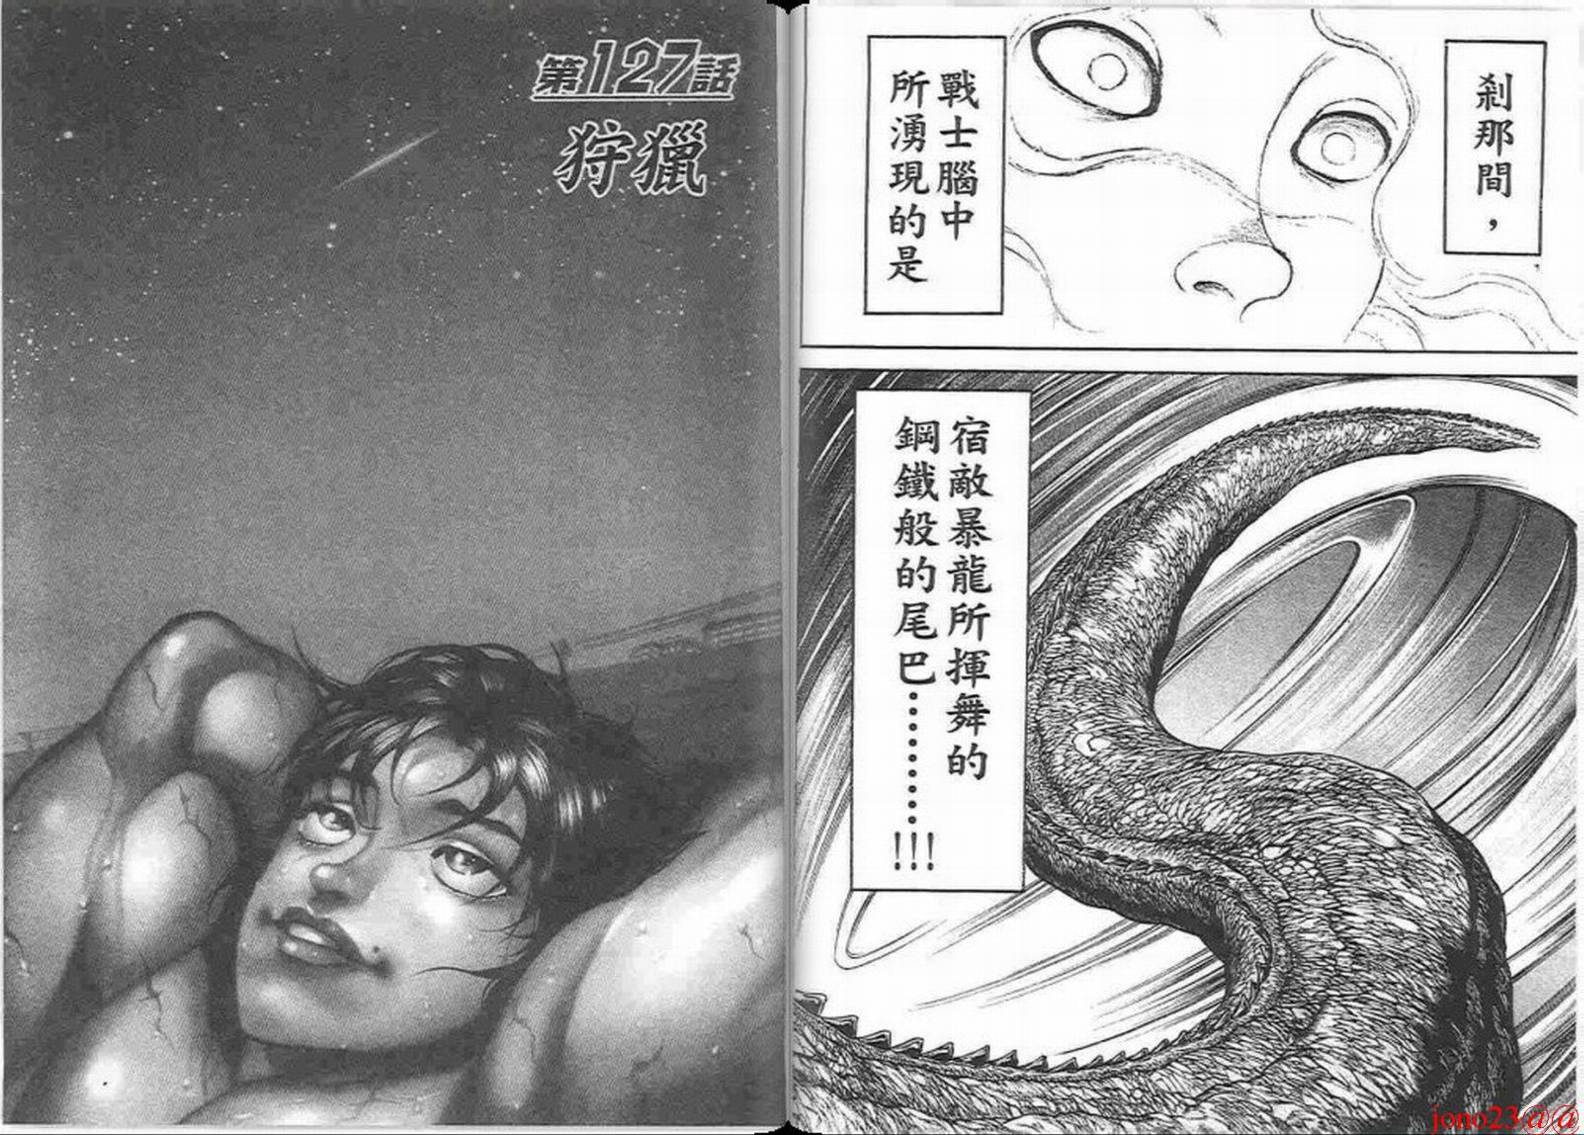 剎那間，
戰士腦中
所湧現的是
宿敵暴龍所揮舞的
鋼鐵般的尾巴………!!!
第127話
狩獵
jono23@@